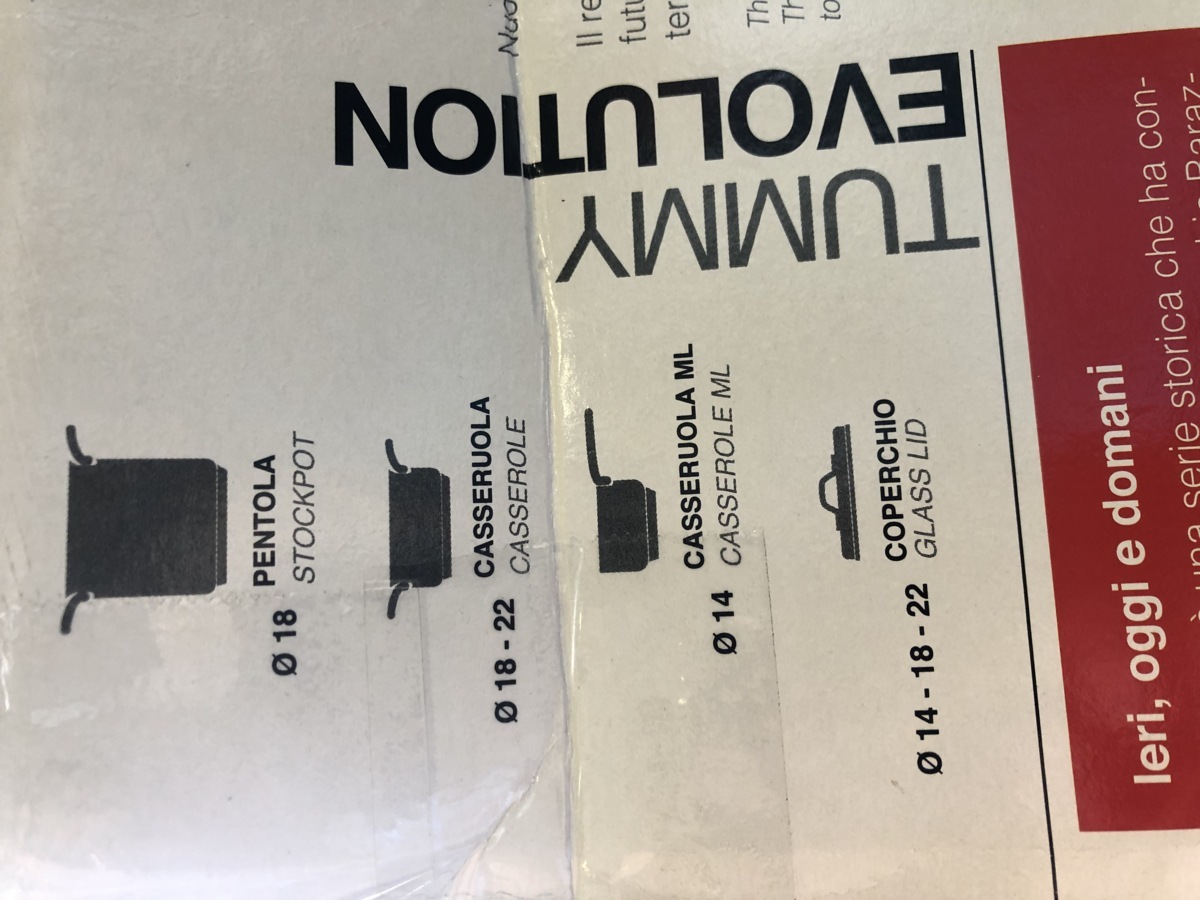 TUMMY
EVOLUTION
Ø 18 PENTOLA
STOCKPOT
Ø 18 - 22 CASSERUOLA
CASSEROLE
Ø 14 CASSERUOLA ML
CASSEROLE ML
Ø 14 - 18 - 22 COPERCHIO
GLASS LID
Il re
futu
ter
Th
Th
to
Ieri, oggi e domani
è una serie storica che ha con-